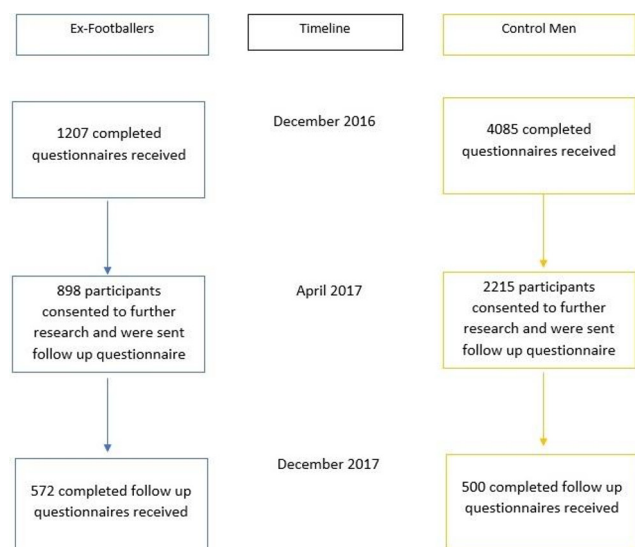 Ex-Footballers
Timeline
Control Men
1207 completed
questionnaires received
December 2016
4085 completed
questionnaires received
898 participants
consented to further
research and were sent
follow up questionnaire
April 2017
2215 participants
consented to further
research and were sent
follow up questionnaire
572 completed follow up
questionnaires received
December 2017
500 completed follow up
questionnaires received